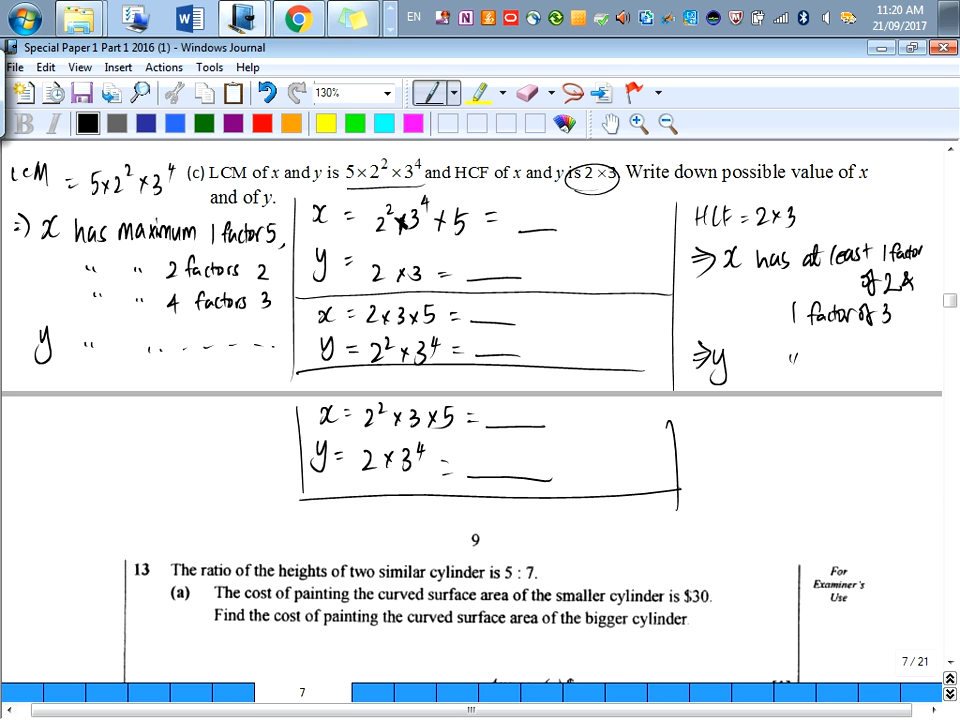 EN
11:20 AM
21/09/2017
Special Paper 1 Part 1 2016 (1) - Windows Journal
File Edit View Insert Actions Tools Help
130%
B I
LCM = 5×2²×3⁴
(c) LCM of x and y is 5×2²×3⁴ and HCF of x and y is 2×3. Write down possible value of x
and of y.
=) x has maximum 1 factor 5,
" " 2 factors 2
" " 4 factors 3
y " " - - - - -
x = 2²×3⁴×5 = __
y = 2×3 = __
x = 2×3×5 = __
y = 2²×3⁴ = __
HCF = 2×3
⇒ x has at least 1 factor
of 2 &
1 factor of 3
⇒ y "
x = 2²×3×5 = __
y = 2×3⁴ = __
9
13 The ratio of the heights of two similar cylinder is 5 : 7.
(a) The cost of painting the curved surface area of the smaller cylinder is $30.
Find the cost of painting the curved surface area of the bigger cylinder.
For
Examiner's
Use
7 / 21
7